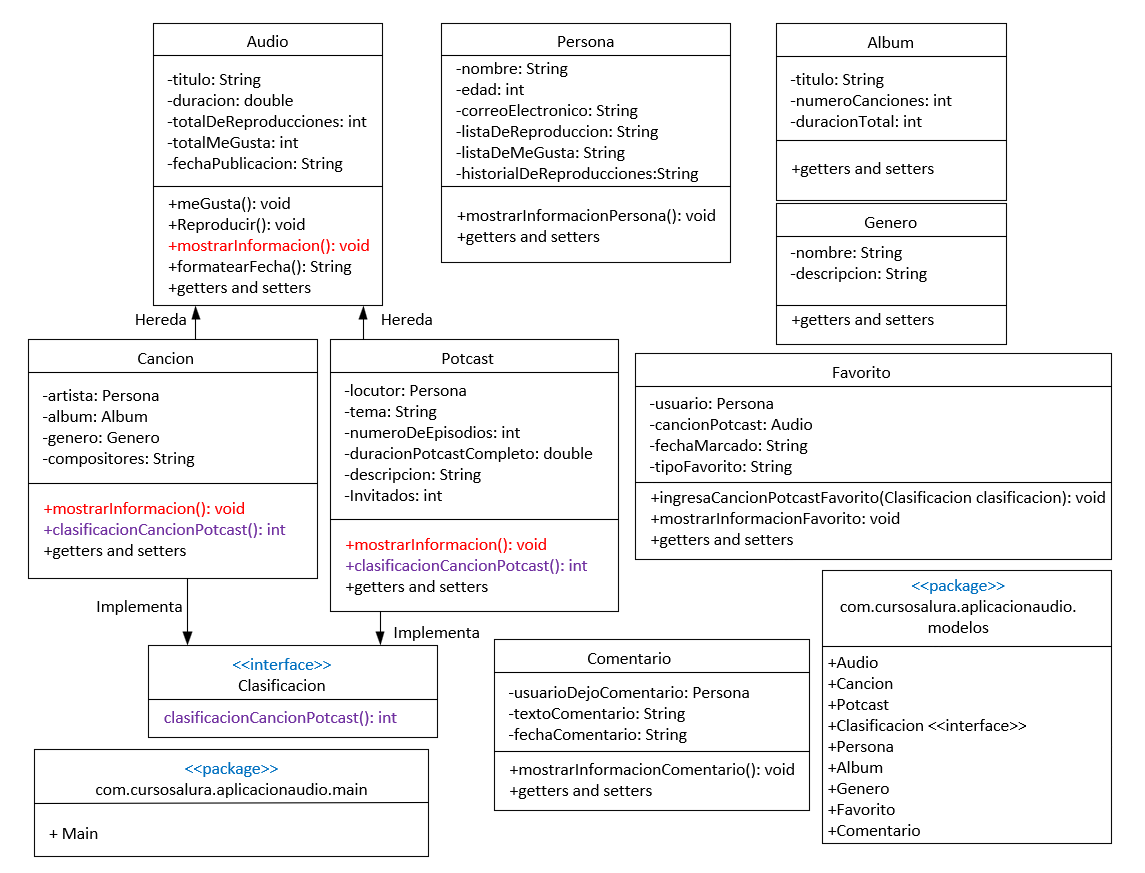 Audio
-titulo: String
-duracion: double
-totalDeReproducciones: int
-totalMeGusta: int
-fechaPublicacion: String
+meGusta(): void
+Reproducir(): void
+mostrarInformacion(): void
+formatearFecha(): String
+getters and setters
Persona
-nombre: String
-edad: int
-correoElectronico: String
-listaDeReproduccion: String
-listaDeMeGusta: String
-historialDeReproducciones:String
+mostrarInformacionPersona(): void
+getters and setters
Album
-titulo: String
-numeroCanciones: int
-duracionTotal: int
+getters and setters
Genero
-nombre: String
-descripcion: String
+getters and setters
Hereda
Hereda
Cancion
-artista: Persona
-album: Album
-genero: Genero
-compositores: String
+mostrarInformacion(): void
+clasificacionCancionPotcast(): int
+getters and setters
Potcast
-locutor: Persona
-tema: String
-numeroDeEpisodios: int
-duracionPotcastCompleto: double
-descripcion: String
-Invitados: int
+mostrarInformacion(): void
+clasificacionCancionPotcast(): int
+getters and setters
Favorito
-usuario: Persona
-cancionPotcast: Audio
-fechaMarcado: String
-tipoFavorito: String
+ingresaCancionPotcastFavorito(Clasificacion clasificacion): void
+mostrarInformacionFavorito: void
+getters and setters
Implementa
Implementa
<<interface>>
Clasificacion
clasificacionCancionPotcast(): int
Comentario
-usuarioDejoComentario: Persona
-textoComentario: String
-fechaComentario: String
+mostrarInformacionComentario(): void
+getters and setters
<<package>>
com.cursosalura.aplicacionaudio.
modelos
+Audio
+Cancion
+Potcast
+Clasificacion <<interface>>
+Persona
+Album
+Genero
+Favorito
+Comentario
<<package>>
com.cursosalura.aplicacionaudio.main
+ Main